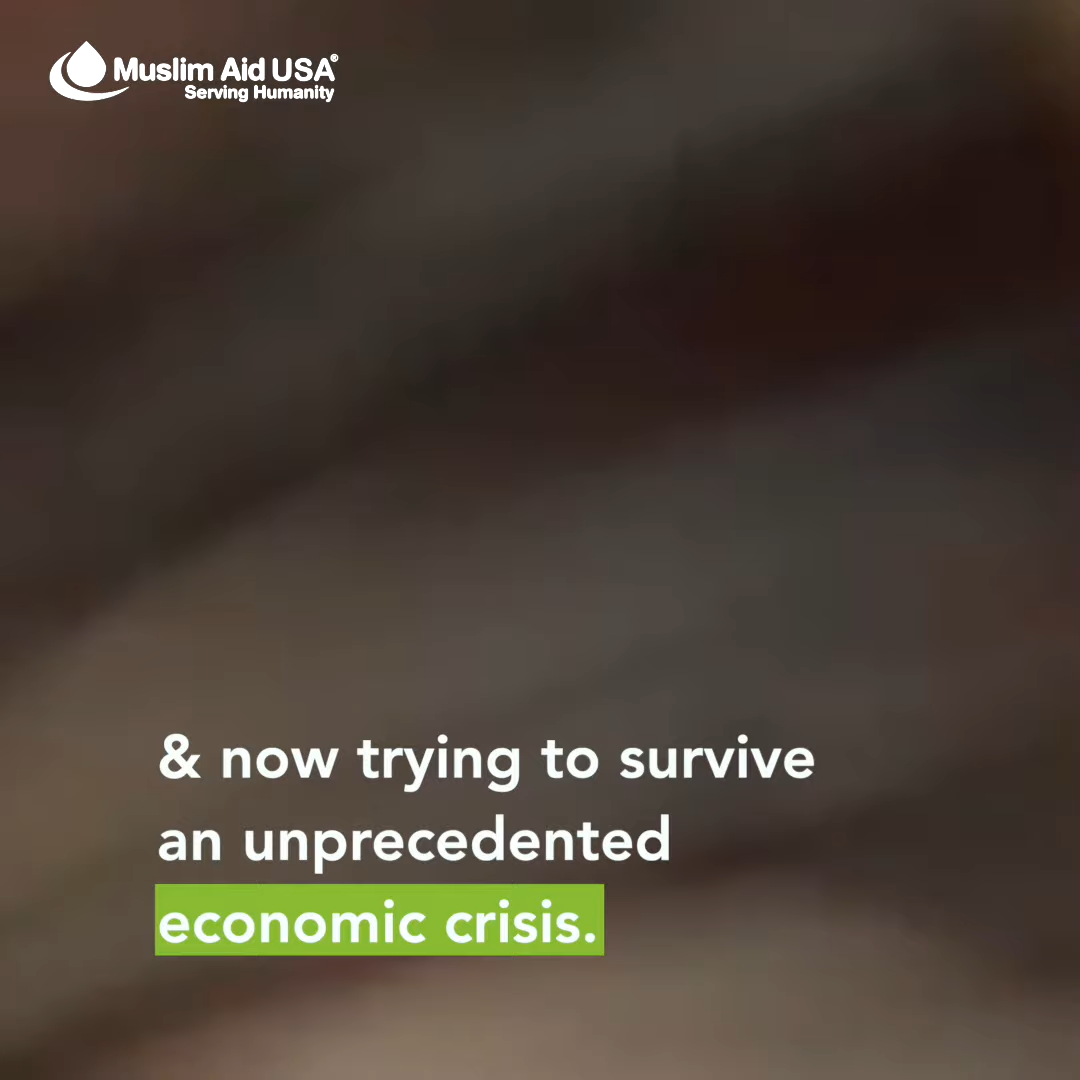 Muslim Aid USA®
Serving Humanity
& now trying to survive
an unprecedented
economic crisis.